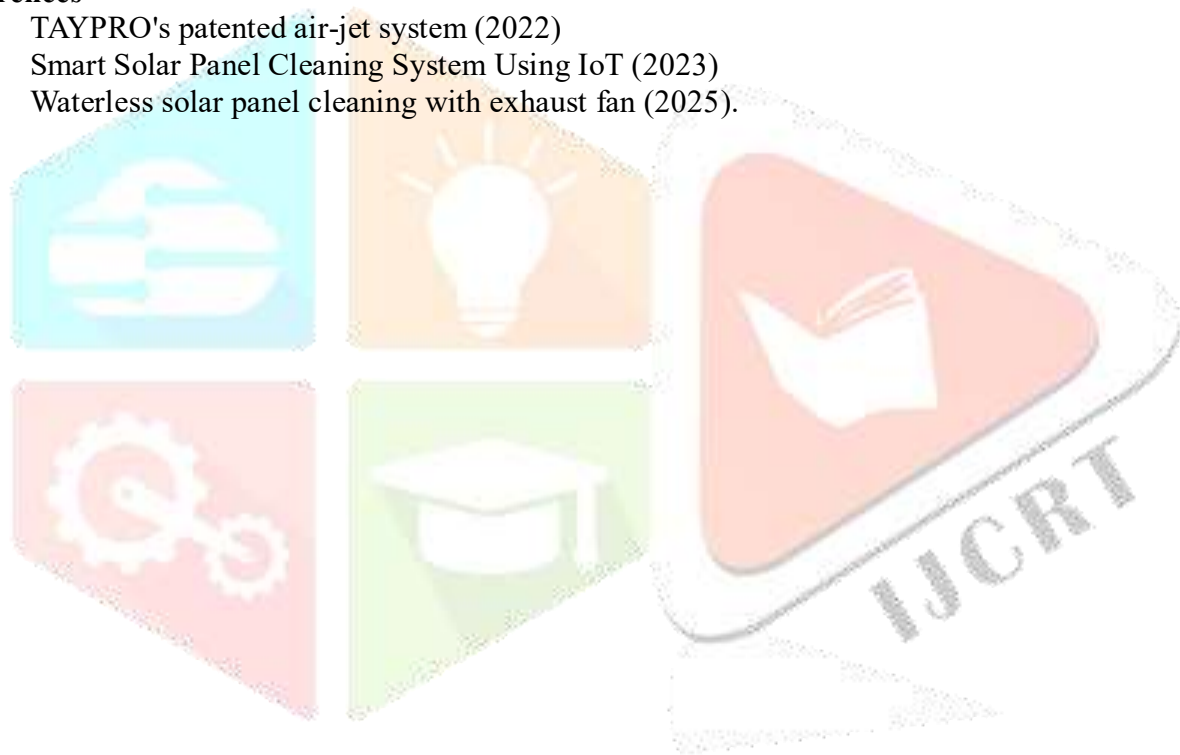 TAYPRO's patented air-jet system (2022)
Smart Solar Panel Cleaning System Using IoT (2023)
Waterless solar panel cleaning with exhaust fan (2025).
IJCRT